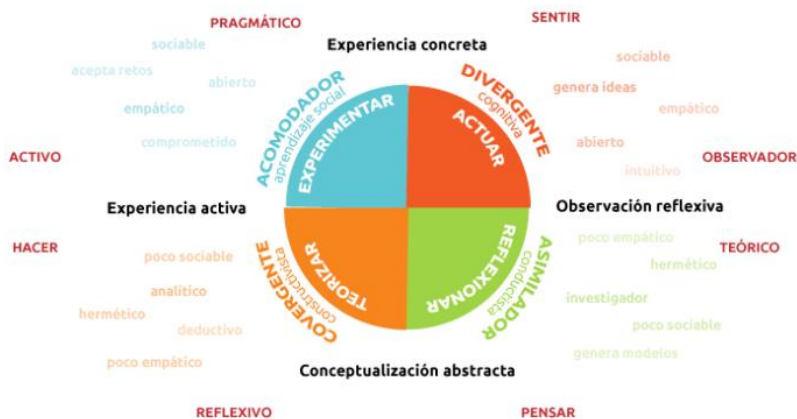 PRAGMÁTICO
SENTIR
sociable
Experiencia concreta
acepta retos
abierto
empático
comprometido
ACOMODADOR
aprendizaje social
EXPERIMENTAR
ACTUAR
DIVERGENTE
cognitiva
sociable
genera ideas
empático
abierto
intuitivo
ACTIVO
OBSERVADOR
Experiencia activa
Observación reflexiva
HACER
TEÓRICO
poco sociable
analítico
hermético
deductivo
poco empático
COVERGENTE
constructivista
TEORIZAR
REFLEXIONAR
ASIMILADOR
conductista
poco empático
hermético
investigador
poco sociable
genera modelos
Conceptualización abstracta
REFLEXIVO
PENSAR